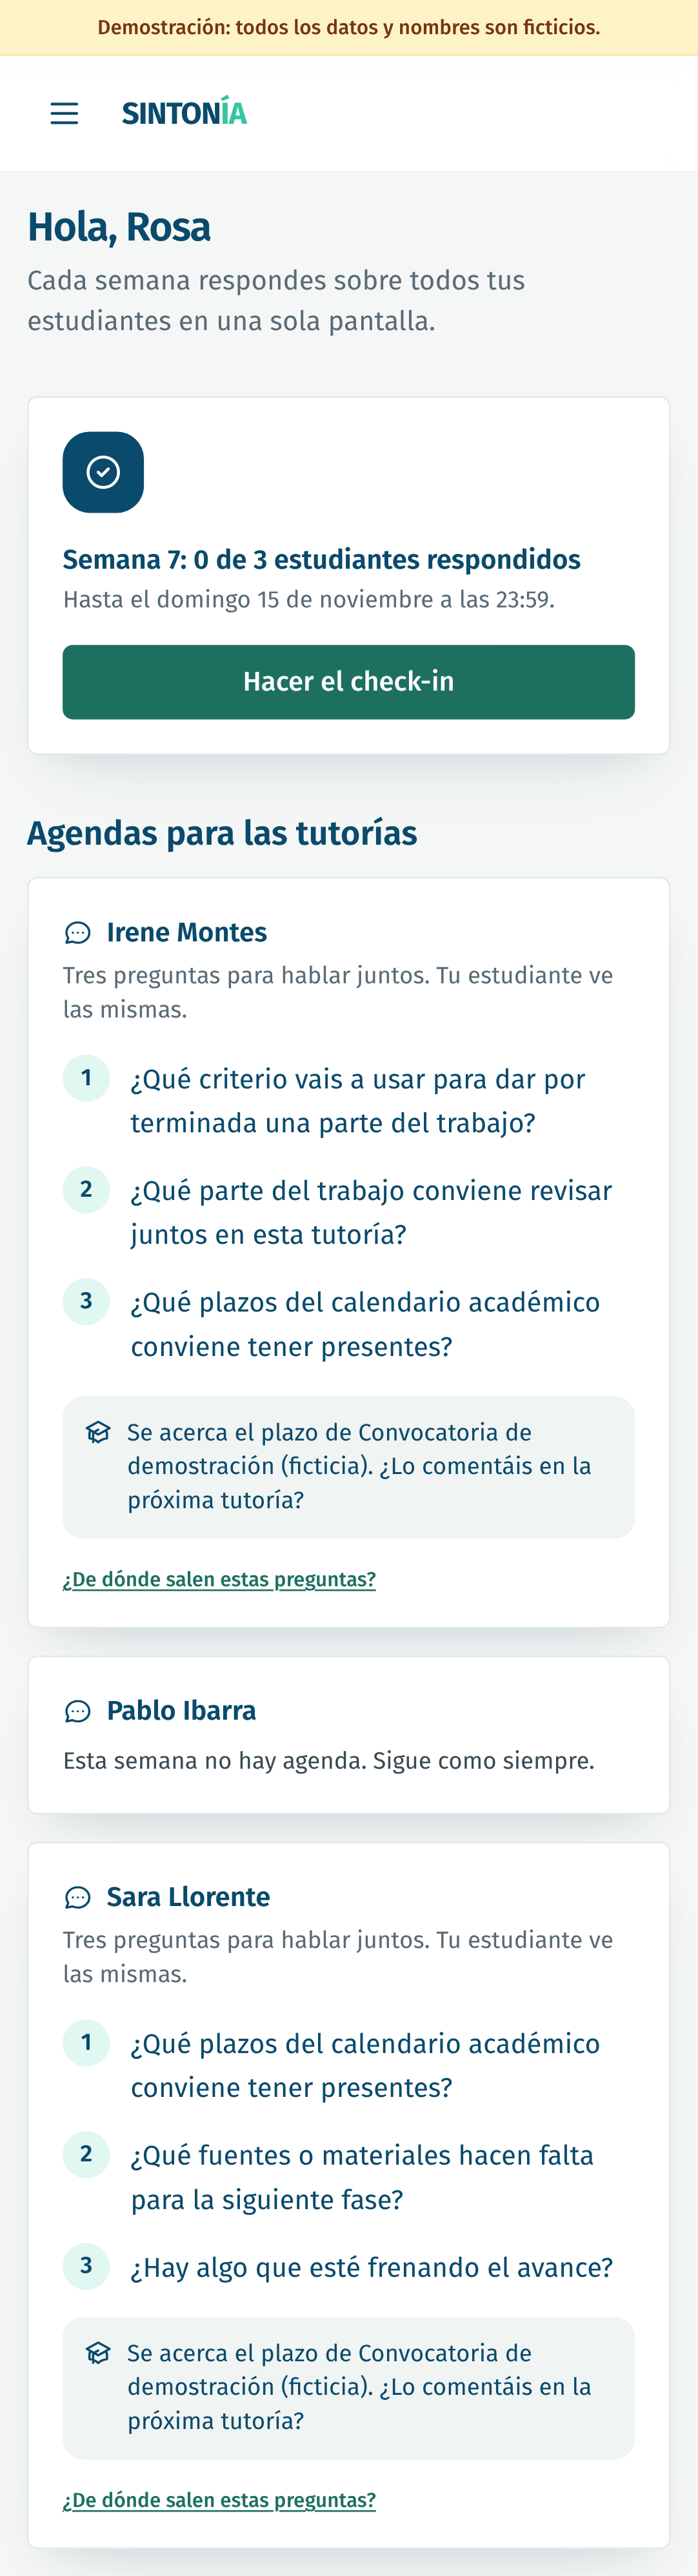 Demostración: todos los datos y nombres son ficticios.
SINTONÍA
Hola, Rosa
Cada semana respondes sobre todos tus
estudiantes en una sola pantalla.
Semana 7: 0 de 3 estudiantes respondidos
Hasta el domingo 15 de noviembre a las 23:59.
Hacer el check-in
Agendas para las tutorías
Irene Montes
Tres preguntas para hablar juntos. Tu estudiante ve
las mismas.
1 ¿Qué criterio vais a usar para dar por
terminada una parte del trabajo?
2 ¿Qué parte del trabajo conviene revisar
juntos en esta tutoría?
3 ¿Qué plazos del calendario académico
conviene tener presentes?
Se acerca el plazo de Convocatoria de
demostración (ficticia). ¿Lo comentáis en la
próxima tutoría?
¿De dónde salen estas preguntas?
Pablo Ibarra
Esta semana no hay agenda. Sigue como siempre.
Sara Llorente
Tres preguntas para hablar juntos. Tu estudiante ve
las mismas.
1 ¿Qué plazos del calendario académico
conviene tener presentes?
2 ¿Qué fuentes o materiales hacen falta
para la siguiente fase?
3 ¿Hay algo que esté frenando el avance?
Se acerca el plazo de Convocatoria de
demostración (ficticia). ¿Lo comentáis en la
próxima tutoría?
¿De dónde salen estas preguntas?